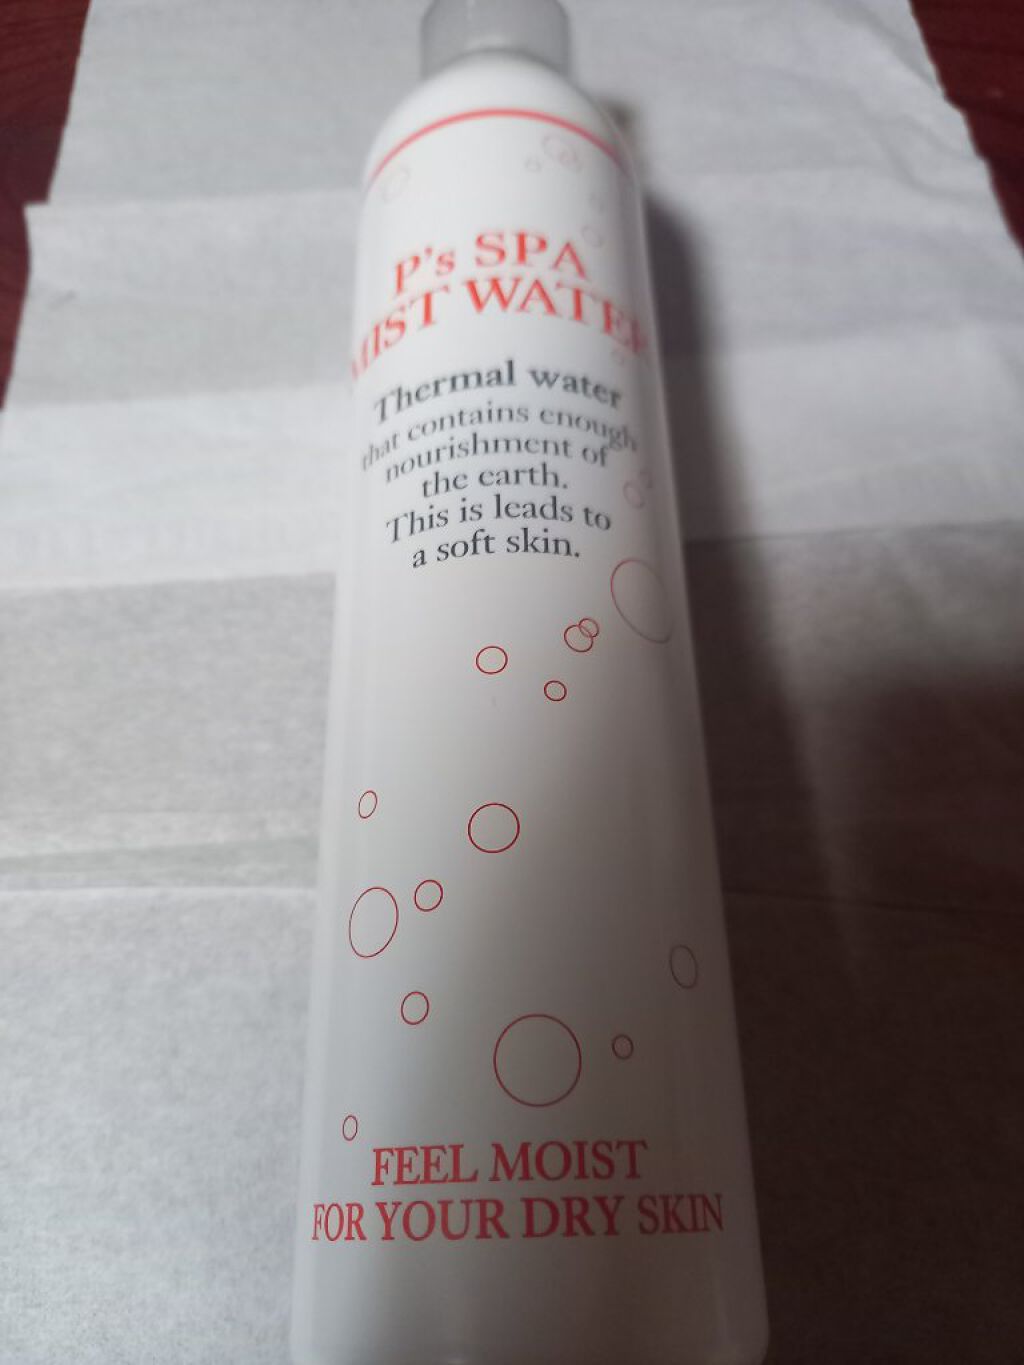 P's SPA
MIST WATER
Thermal water
that contains enough
nourishment of
the earth.
This is leads to
a soft skin.
FEEL MOIST
FOR YOUR DRY SKIN